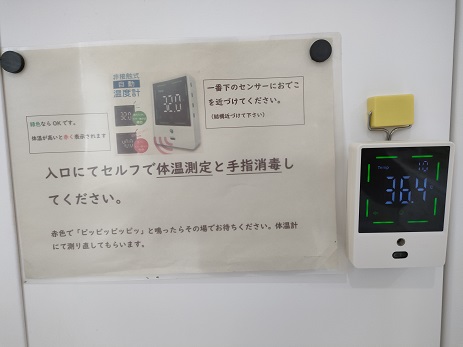 非接触式
自動
温度計
32.0
32.0
緑色ならOKです。
体温が高いと赤く表示されます
一番下のセンサーにおでこ
を近づけてください。
(結構近づけて下さい)
入口にてセルフで体温測定と手指消毒し
てください。
赤色で「ピッピッピッピッ」と鳴ったらその場でお待ちください。体温計
にて測り直してもらいます。
Temp
36.4